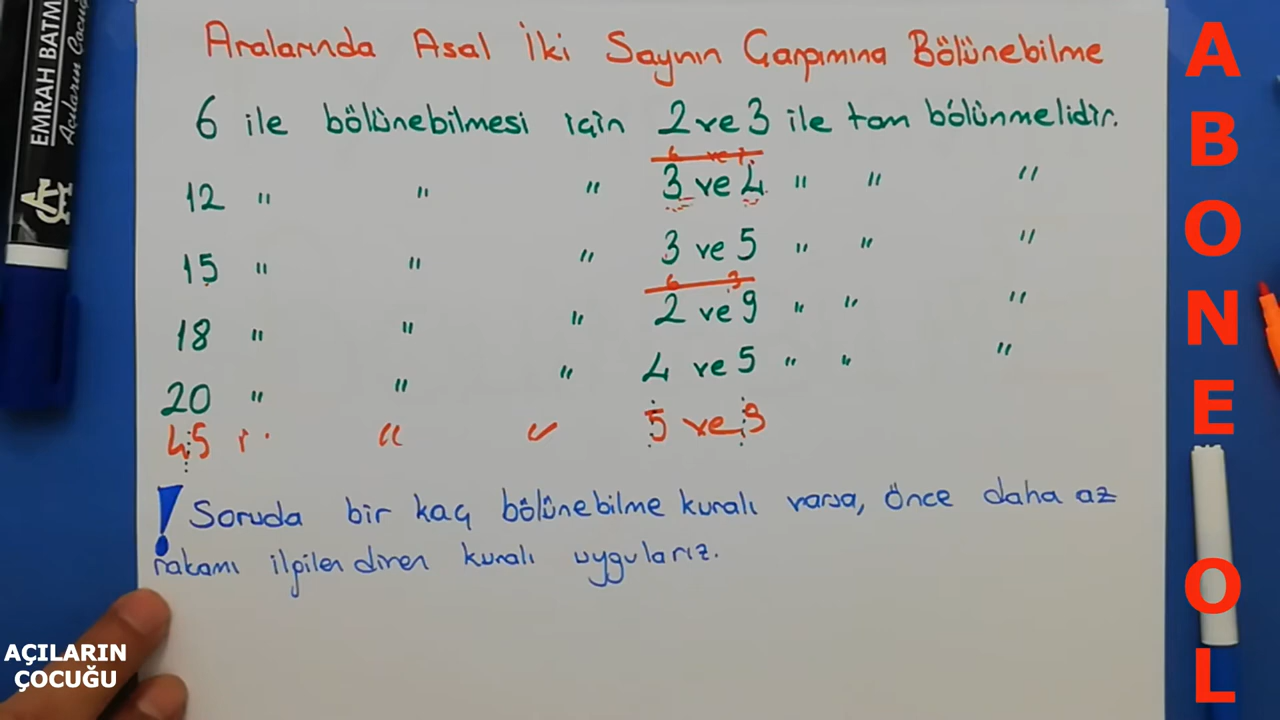 Aralarında Asal İki Sayının Çarpımına Bölünebilme
6 ile bölünebilmesi için 2 ve 3 ile tam bölünmelidir.
6 ve 2
12 " " " 3 ve 4 " " "
15 " " " 3 ve 5 " " "
6 3
18 " " " 2 ve 9 " " "
20 " " " 4 ve 5 " " "
45 " " " 5 ve 9
! Soruda bir kaç bölünebilme kuralı varsa, önce daha az
rakamı ilgilendiren kuralı uygularız.
EMRAH BATM
Açıların Çocuğu
AÇILARIN
ÇOCUĞU
ABONE
OL